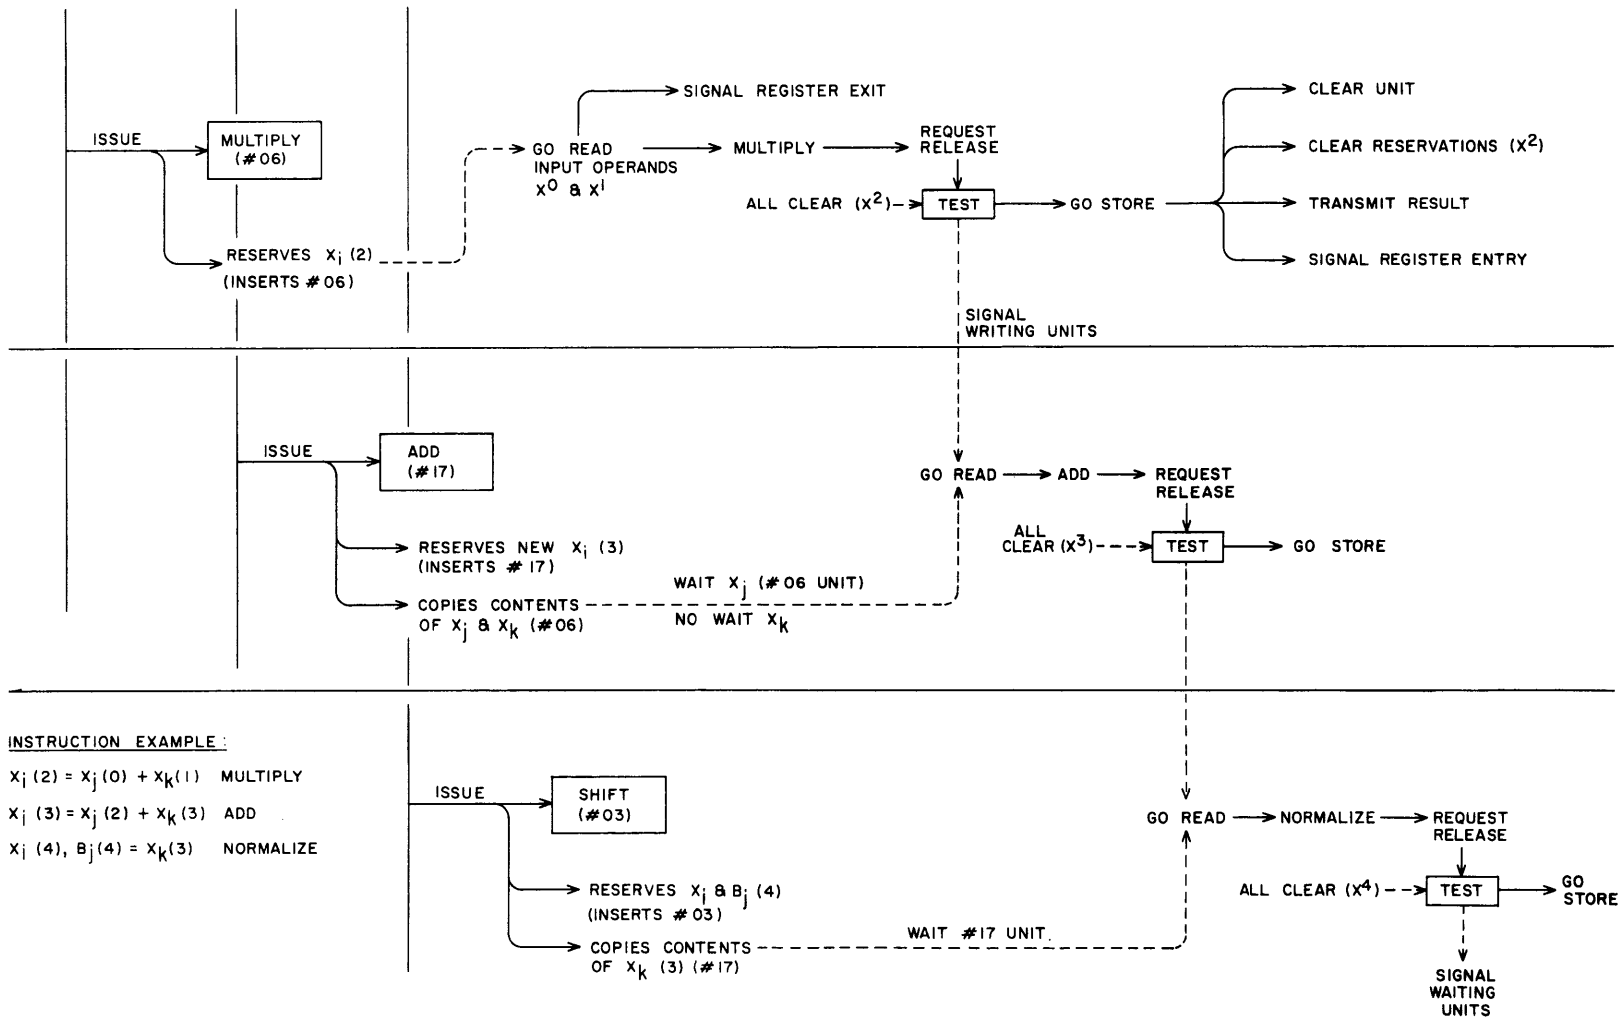 SIGNAL REGISTER EXIT
CLEAR UNIT
ISSUE
MULTIPLY
(#06)
GO READ
INPUT OPERANDS
X⁰ & X¹
MULTIPLY
REQUEST
RELEASE
CLEAR RESERVATIONS (X²)
ALL CLEAR (X²)
TEST
GO STORE
TRANSMIT RESULT
RESERVES Xi (2)
(INSERTS #06)
SIGNAL REGISTER ENTRY
SIGNAL
WRITING UNITS
ISSUE
ADD
(#17)
GO READ
ADD
REQUEST
RELEASE
RESERVES NEW Xi (3)
(INSERTS #17)
ALL
CLEAR (X³)
TEST
GO STORE
COPIES CONTENTS
OF Xj & Xk (#06)
WAIT Xj (#06 UNIT)
NO WAIT Xk
INSTRUCTION EXAMPLE:
Xi (2) = Xj(0) + Xk(1) MULTIPLY
Xi (3) = Xj(2) + Xk(3) ADD
Xi (4), Bj(4) = Xk(3) NORMALIZE
ISSUE
SHIFT
(#03)
GO READ
NORMALIZE
REQUEST
RELEASE
RESERVES Xi & Bj (4)
(INSERTS #03)
ALL CLEAR (X⁴)
TEST
GO
STORE
COPIES CONTENTS
OF Xk (3) (#17)
WAIT #17 UNIT.
SIGNAL
WAITING
UNITS